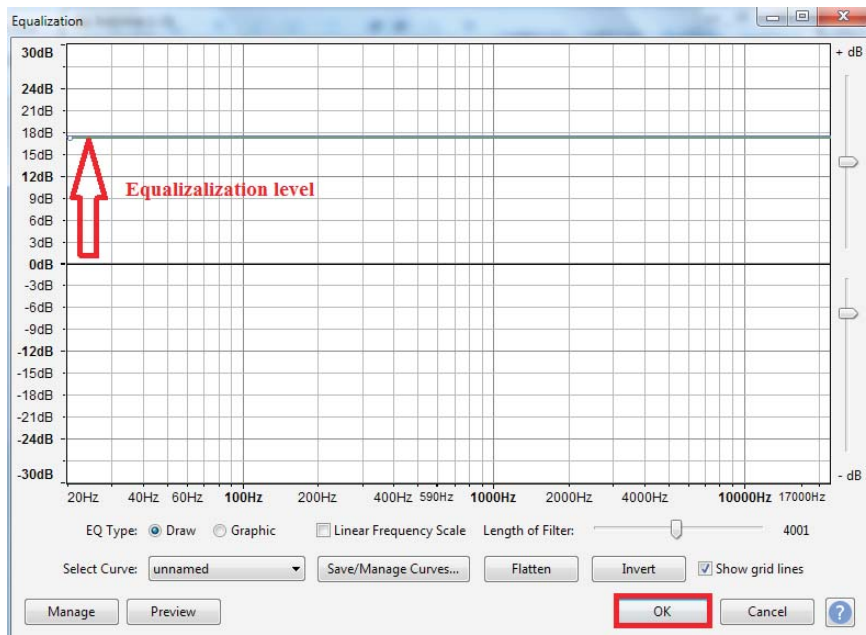 Equalization
30dB
+ dB
24dB
21dB
18dB
15dB
12dB
9dB
Equalizalization level
6dB
3dB
0dB
-3dB
-6dB
-9dB
-12dB
-15dB
-18dB
-21dB
-24dB
-30dB
- dB
20Hz 40Hz 60Hz 100Hz 200Hz 400Hz 590Hz 1000Hz 2000Hz 4000Hz 10000Hz 17000Hz
EQ Type: Draw Graphic Linear Frequency Scale Length of Filter: 4001
Select Curve: unnamed Save/Manage Curves... Flatten Invert Show grid lines
Manage Preview OK Cancel ?